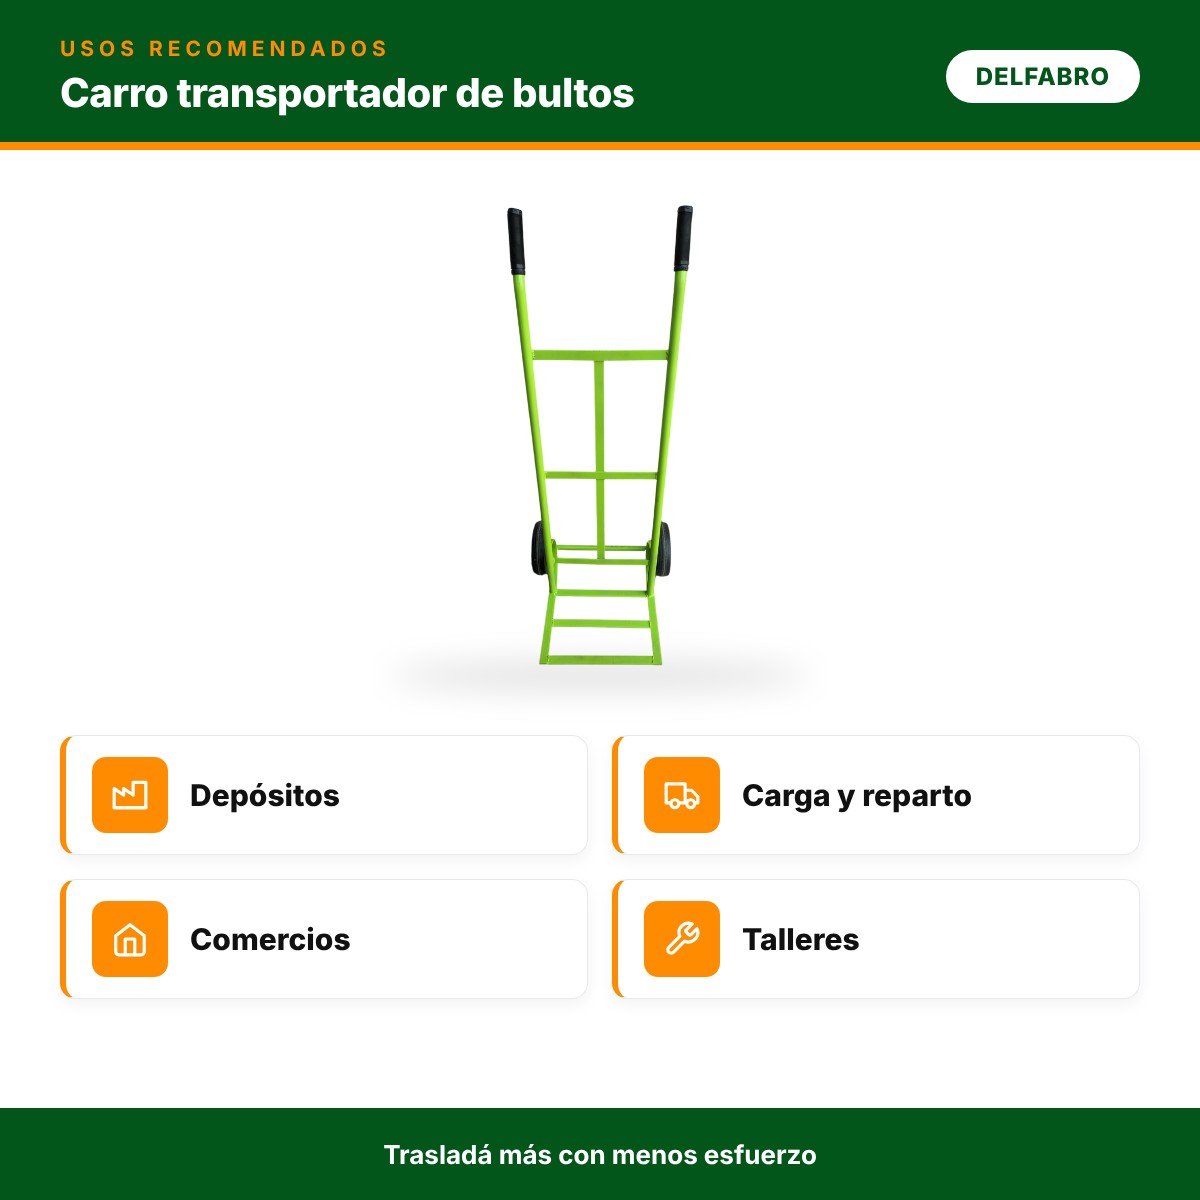 USOS RECOMENDADOS
Carro transportador de bultos
DELFABRO
Depósitos
Carga y reparto
Comercios
Talleres
Trasladá más con menos esfuerzo